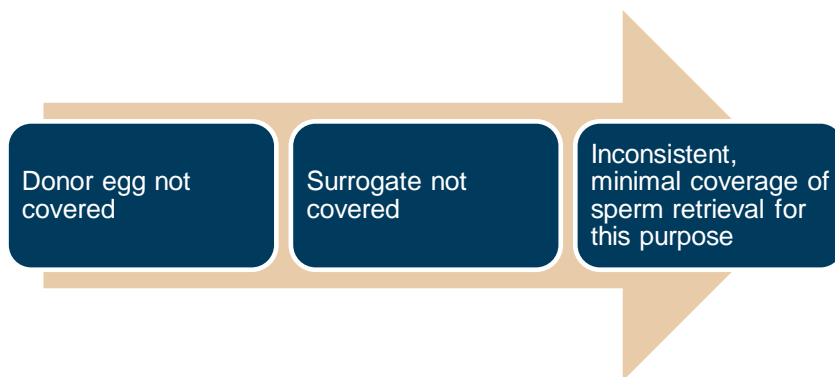 Donor egg not
covered
Surrogate not
covered
Inconsistent,
minimal coverage of
sperm retrieval for
this purpose